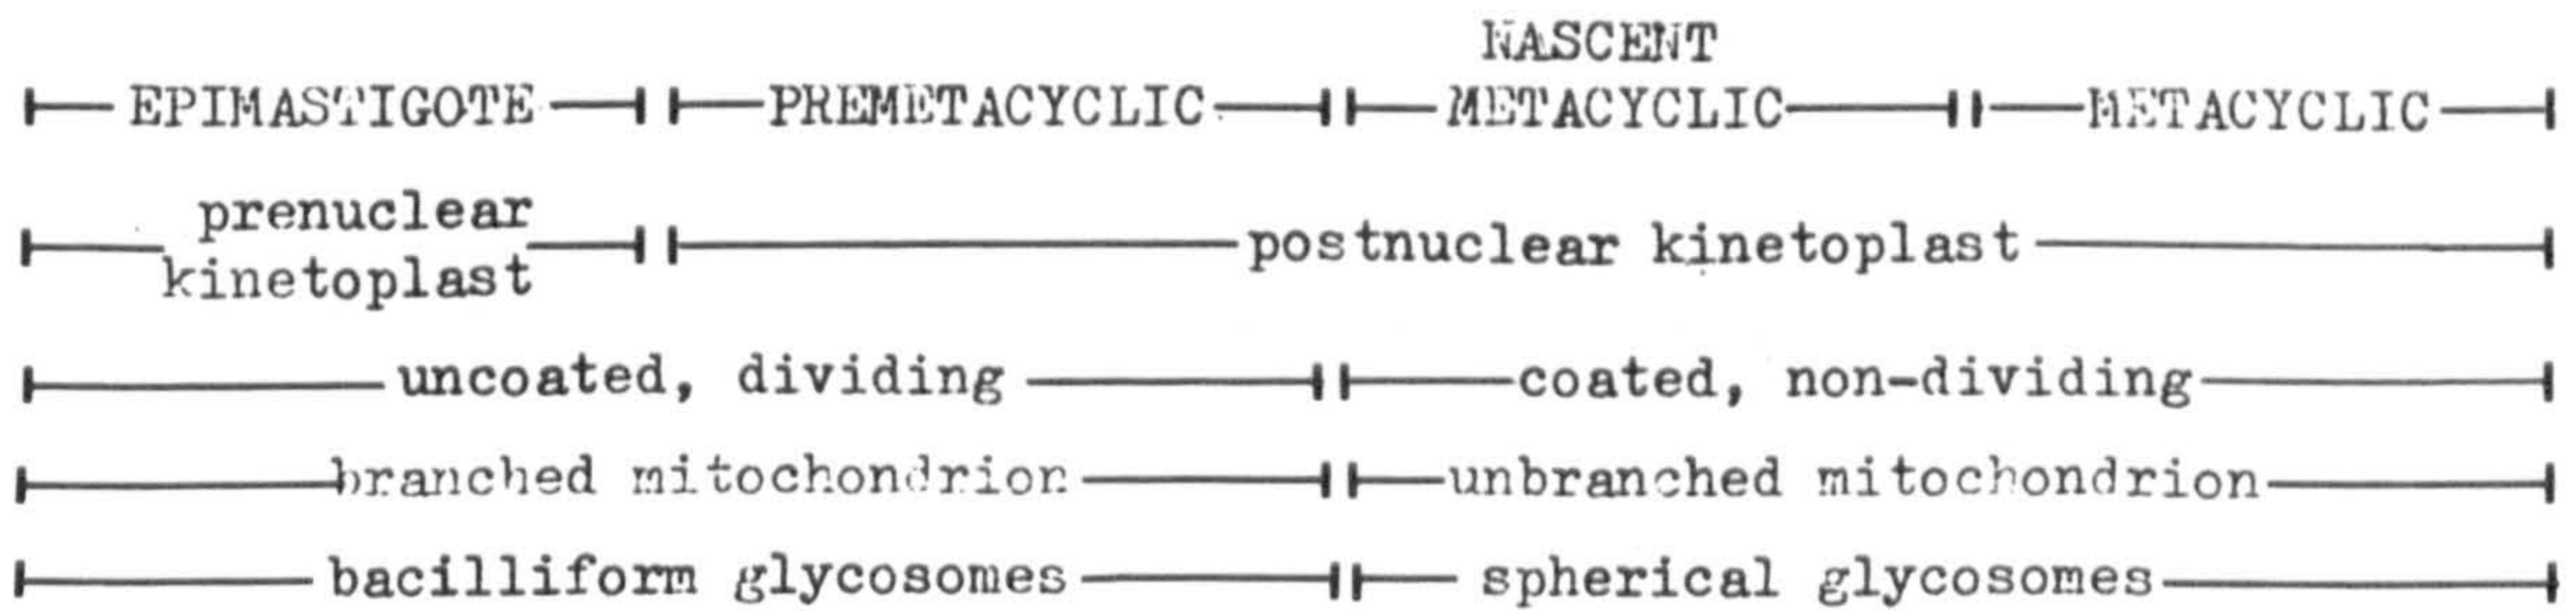 NASCENT
EPIMASTIGOTE PREMETACYCLIC METACYCLIC METACYCLIC
prenuclear
kinetoplast postnuclear kinetoplast
uncoated, dividing coated, non-dividing
branched mitochondrion unbranched mitochondrion
bacilliform glycosomes spherical glycosomes